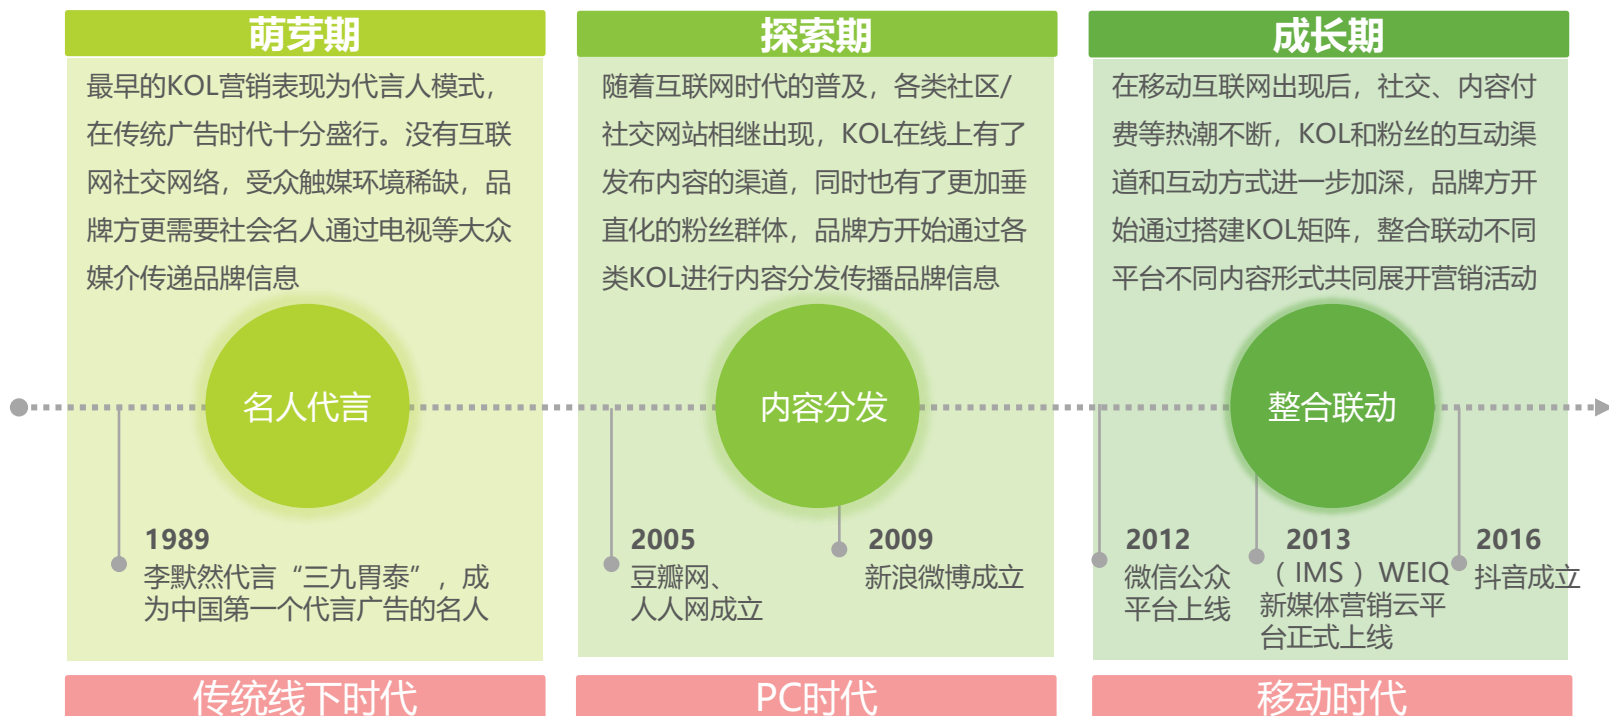 萌芽期
最早的KOL营销表现为代言人模式，
在传统广告时代十分盛行。没有互联
网社交网络，受众触媒环境稀缺，品
牌方更需要社会名人通过电视等大众
媒介传递品牌信息
名人代言
1989
李默然代言“三九胃泰”，成
为中国第一个代言广告的名人
传统线下时代
探索期
随着互联网时代的普及，各类社区/
社交网站相继出现，KOL在线上有了
发布内容的渠道，同时也有了更加垂
直化的粉丝群体，品牌方开始通过各
类KOL进行内容分发传播品牌信息
内容分发
2005
豆瓣网、
人人网成立
2009
新浪微博成立
PC时代
成长期
在移动互联网出现后，社交、内容付
费等热潮不断，KOL和粉丝的互动渠
道和互动方式进一步加深，品牌方开
始通过搭建KOL矩阵，整合联动不同
平台不同内容形式共同展开营销活动
整合联动
2012
微信公众
平台上线
2013
（IMS）WEIQ
新媒体营销云平
台正式上线
2016
抖音成立
移动时代